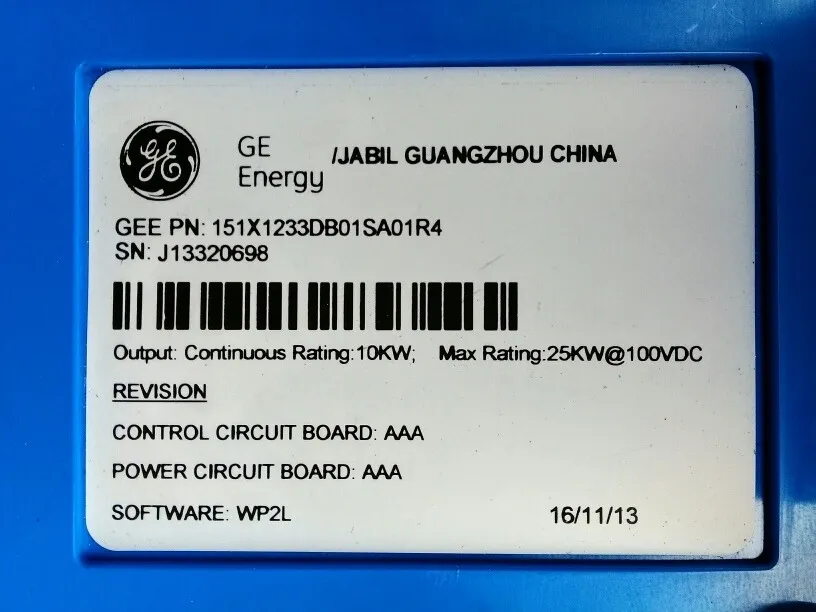 GE
GE
Energy
/JABIL GUANGZHOU CHINA
GEE PN: 151X1233DB01SA01R4
SN: J13320698
Output: Continuous Rating:10KW; Max Rating:25KW@100VDC
REVISION
CONTROL CIRCUIT BOARD: AAA
POWER CIRCUIT BOARD: AAA
SOFTWARE: WP2L 16/11/13